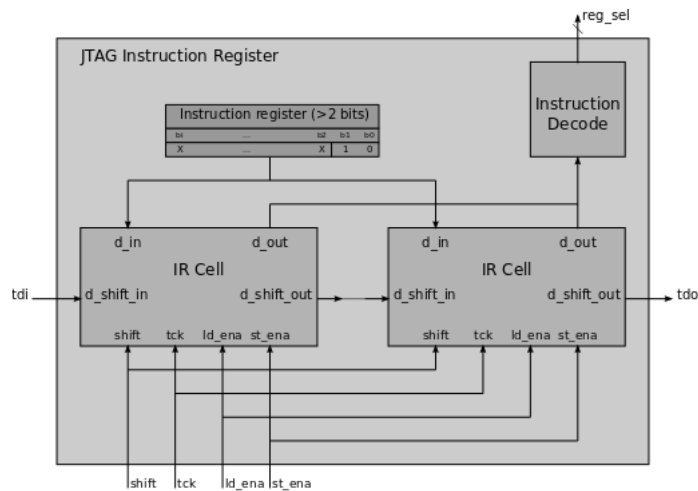 reg_sel
JTAG Instruction Register
Instruction register (>2 bits)
bi ... b2 b1 b0
X ... X 1 0
Instruction
Decode
d_in d_out
IR Cell
d_shift_in d_shift_out
shift tck ld_ena st_ena
d_in d_out
IR Cell
d_shift_in d_shift_out
shift tck ld_ena st_ena
tdi
tdo
shift tck ld_ena st_ena